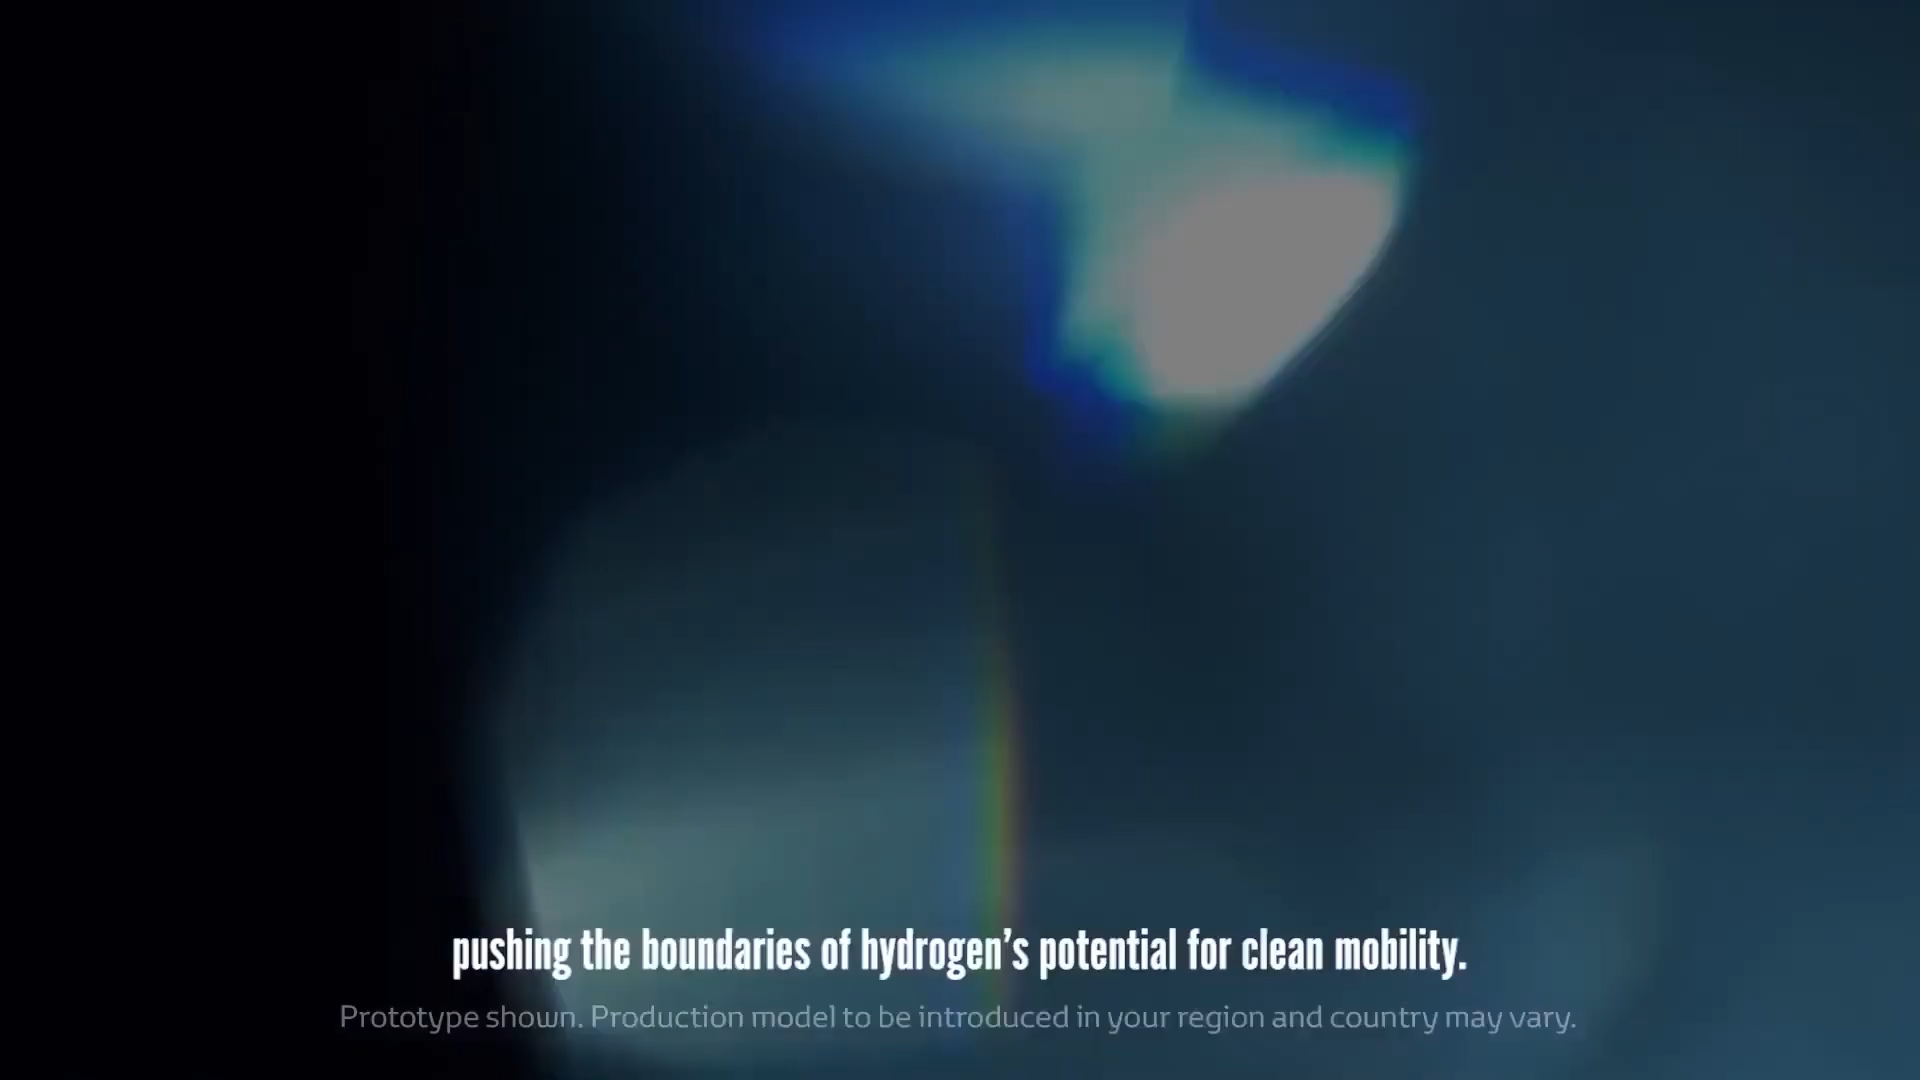 pushing the boundaries of hydrogen’s potential for clean mobility.
Prototype shown. Production model to be introduced in your region and country may vary.